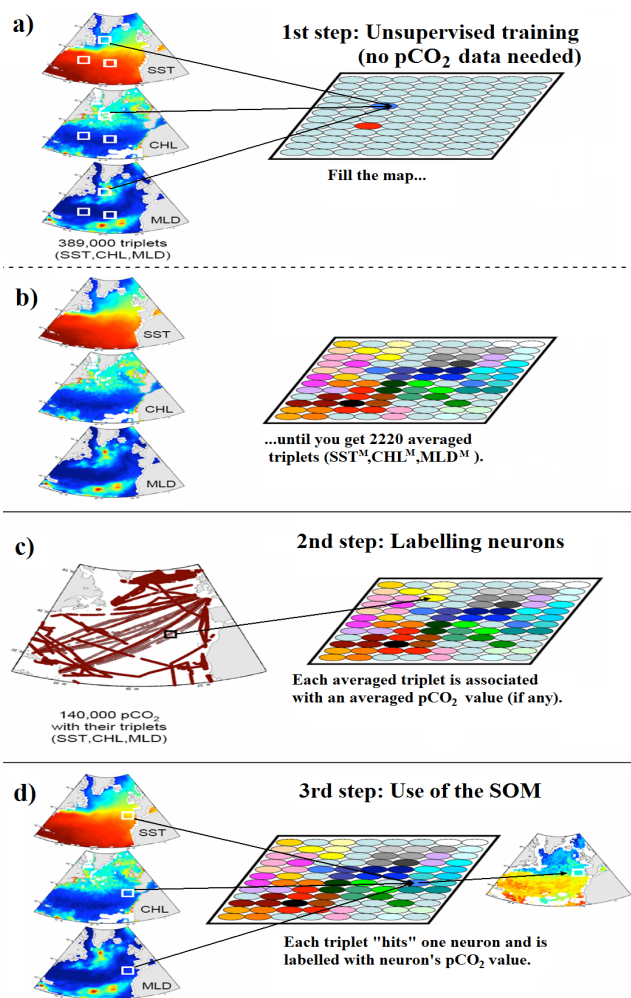 a)
1st step: Unsupervised training
(no pCO2 data needed)
SST
CHL
MLD
Fill the map...
389,000 triplets
(SST,CHL,MLD)
b)
SST
CHL
MLD
...until you get 2220 averaged
triplets (SST^M,CHL^M,MLD^M ).
c)
2nd step: Labelling neurons
Each averaged triplet is associated
with an averaged pCO2 value (if any).
140,000 pCO2
with their triplets
(SST,CHL,MLD)
d)
3rd step: Use of the SOM
SST
CHL
MLD
Each triplet "hits" one neuron and is
labelled with neuron's pCO2 value.